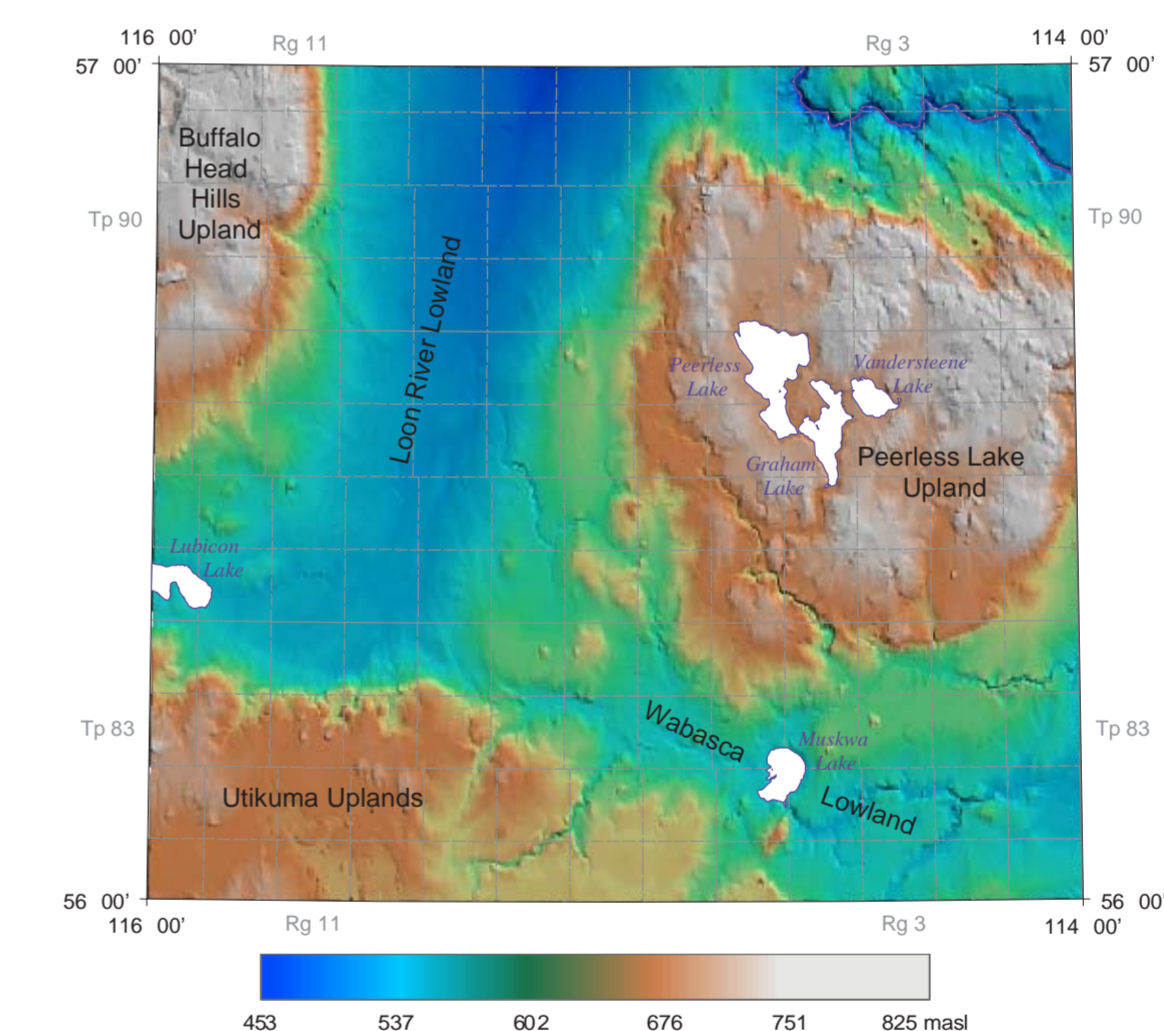 116 00' Rg 11 Rg 3 114 00'
57 00' 57 00'
Buffalo
Head
Hills
Upland
Tp 90 Tp 90
Loon River Lowland
Peerless
Lake
Vandersteene
Lake
Graham
Lake
Peerless Lake
Upland
Lubicon
Lake
Wabasca
Tp 83 Tp 83
Muskwa
Lake
Utikuma Uplands
Lowland
56 00' 56 00'
116 00' Rg 11 Rg 3 114 00'
453 537 602 676 751 825 masl